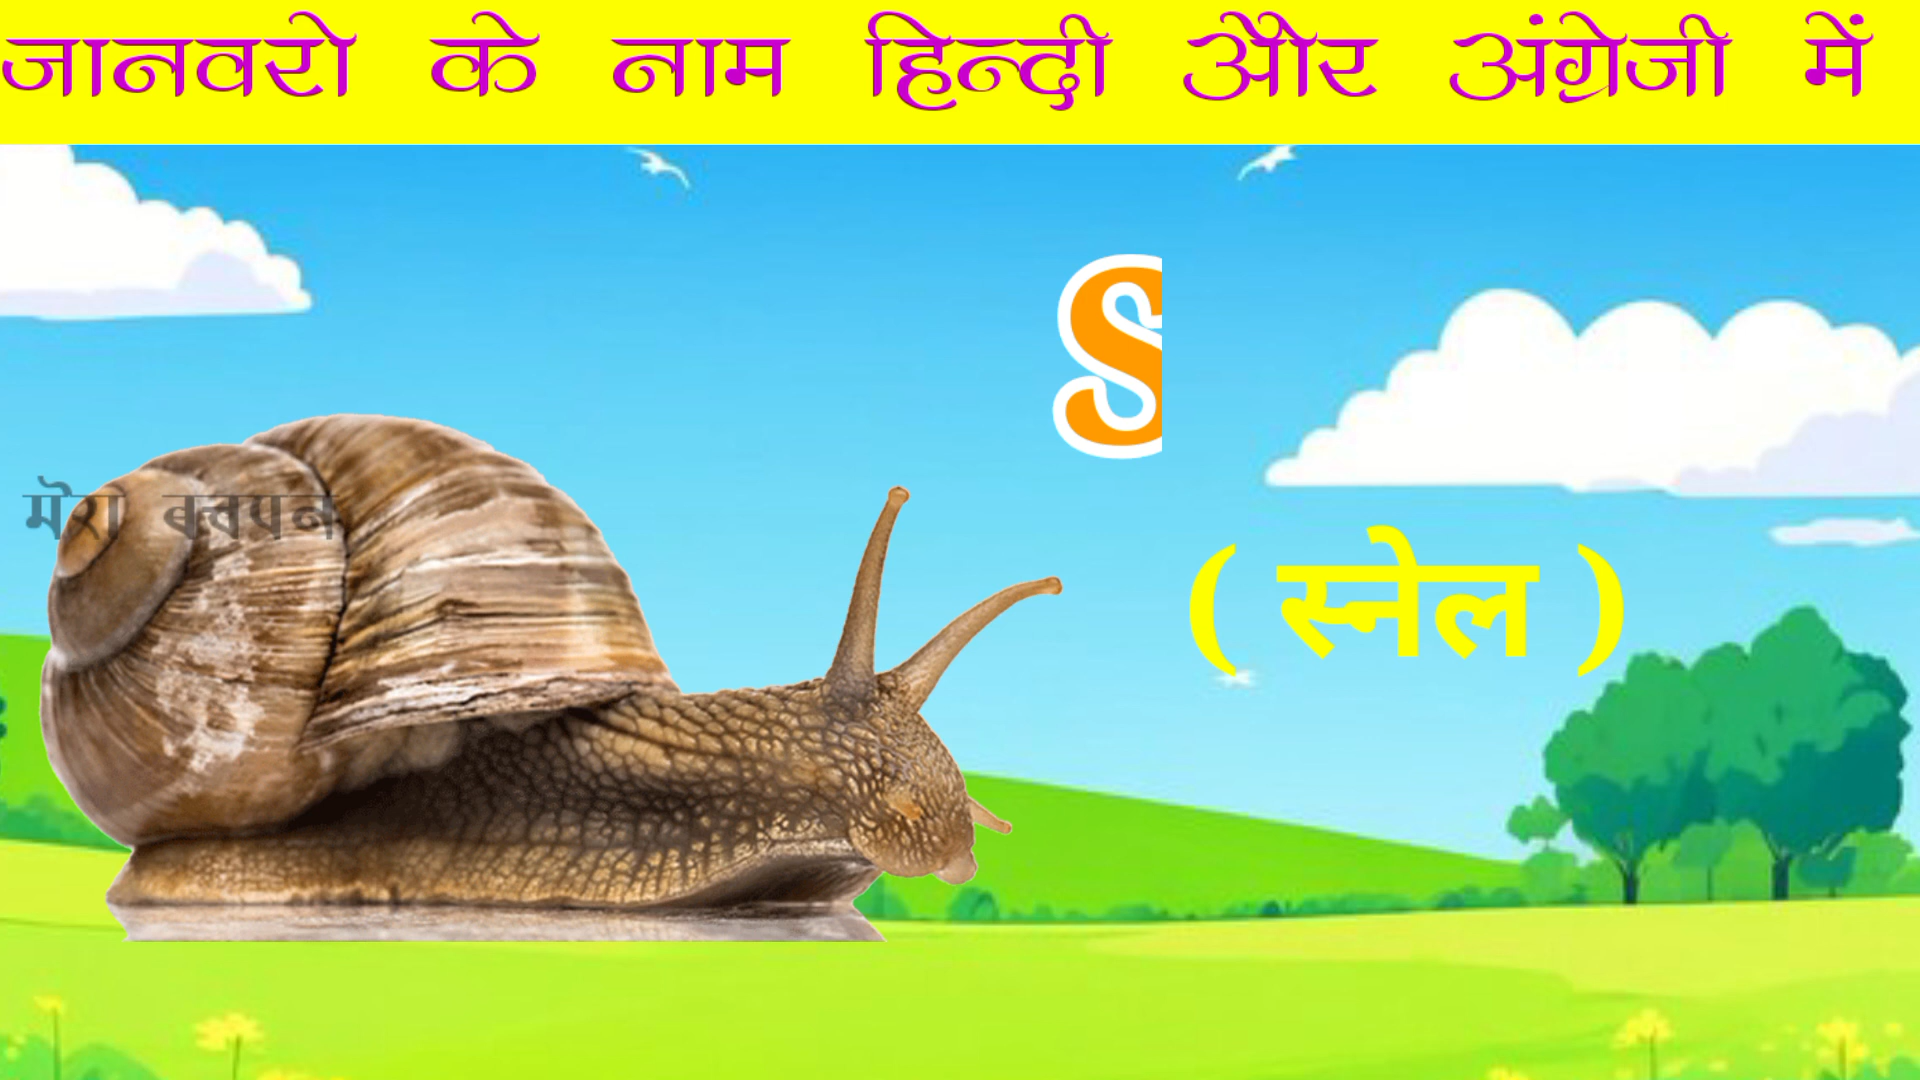 जानवरो के नाम हिन्दी और अंग्रेजी में
S
मेरा बचपन
( स्नेल )